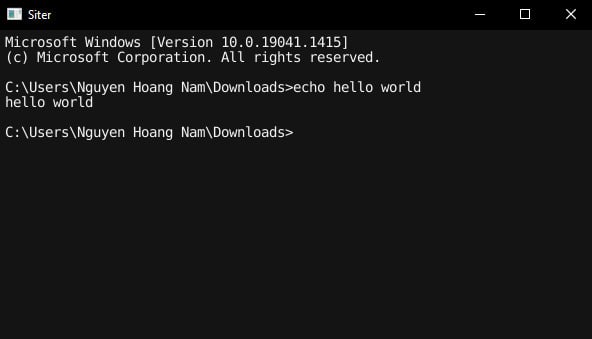 Siter
Microsoft Windows [Version 10.0.19041.1415]
(c) Microsoft Corporation. All rights reserved.
C:\Users\Nguyen Hoang Nam\Downloads>echo hello world
hello world
C:\Users\Nguyen Hoang Nam\Downloads>